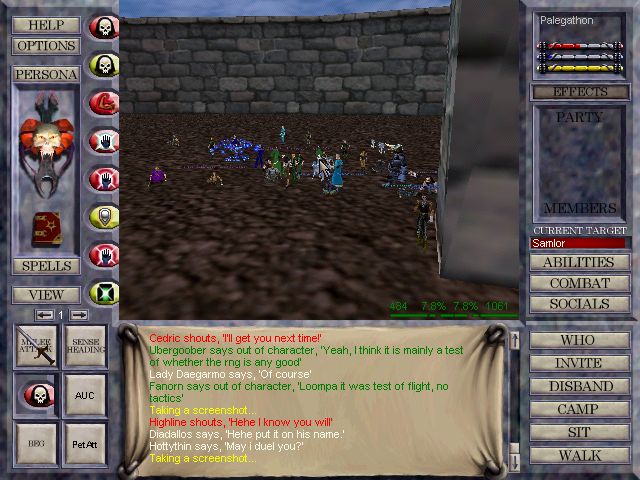 HELP
OPTIONS
PERSONA
SPELLS
VIEW
1
MELEE
ATTACK
SENSE
HEADING
AUC
BEG
PetAtt
484 7.8% 7.8% 1061
Cedric shouts, 'I'll get you next time!'
Ubergoober says out of character, 'Yeah, I think it is mainly a test
of whether the rng is any good'
Lady Daegarmo says, 'Of course'
Fanorn says out of character, 'Loompa it was test of flight, no
tactics'
Taking a screenshot...
Highline shouts, 'Hehe I know you will'
Diadallos says, 'Hehe put it on his name.'
Hottythin says, 'May i duel you?'
Taking a screenshot...
Palegathon
EFFECTS
PARTY
MEMBERS
CURRENT TARGET
Samlor
ABILITIES
COMBAT
SOCIALS
WHO
INVITE
DISBAND
CAMP
SIT
WALK